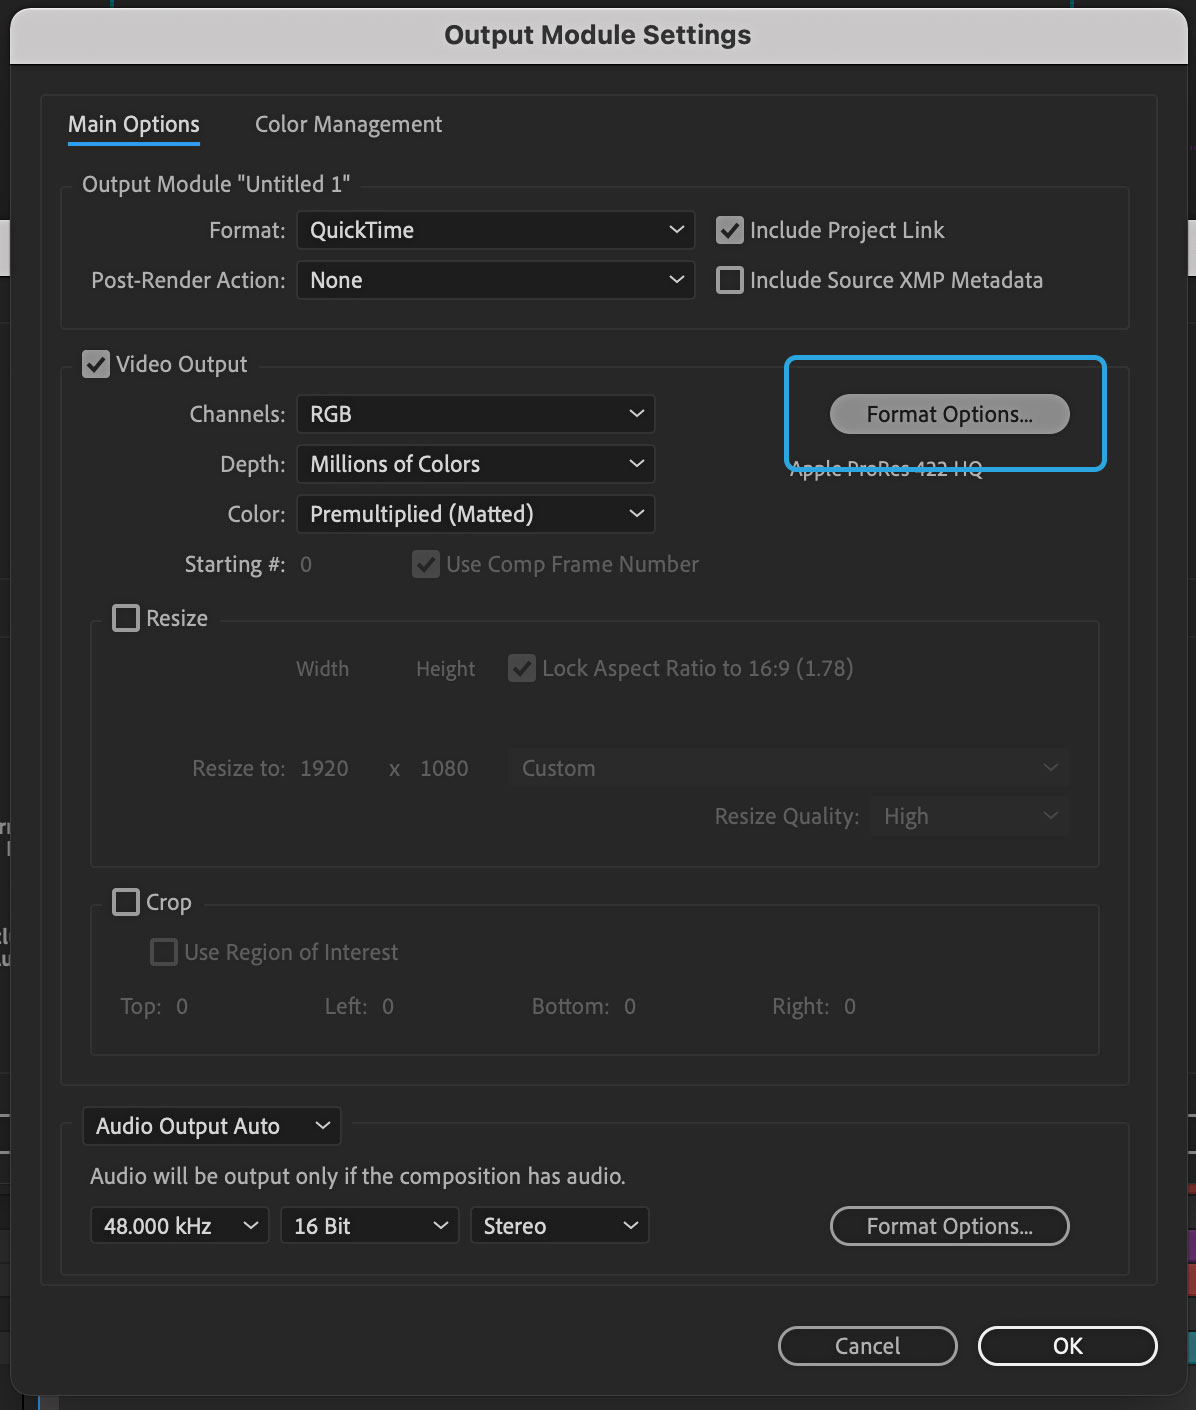 Output Module Settings
Main Options Color Management
Output Module "Untitled 1"
Format: QuickTime Include Project Link
Post-Render Action: None Include Source XMP Metadata
Video Output
Channels: RGB Format Options...
Depth: Millions of Colors Apple ProRes 422 HQ
Color: Premultiplied (Matted)
Starting #: 0 Use Comp Frame Number
Resize
Width Height Lock Aspect Ratio to 16:9 (1.78)
Resize to: 1920 x 1080 Custom
Resize Quality: High
Crop
Use Region of Interest
Top: 0 Left: 0 Bottom: 0 Right: 0
Audio Output Auto
Audio will be output only if the composition has audio.
48.000 kHz 16 Bit Stereo Format Options...
Cancel OK